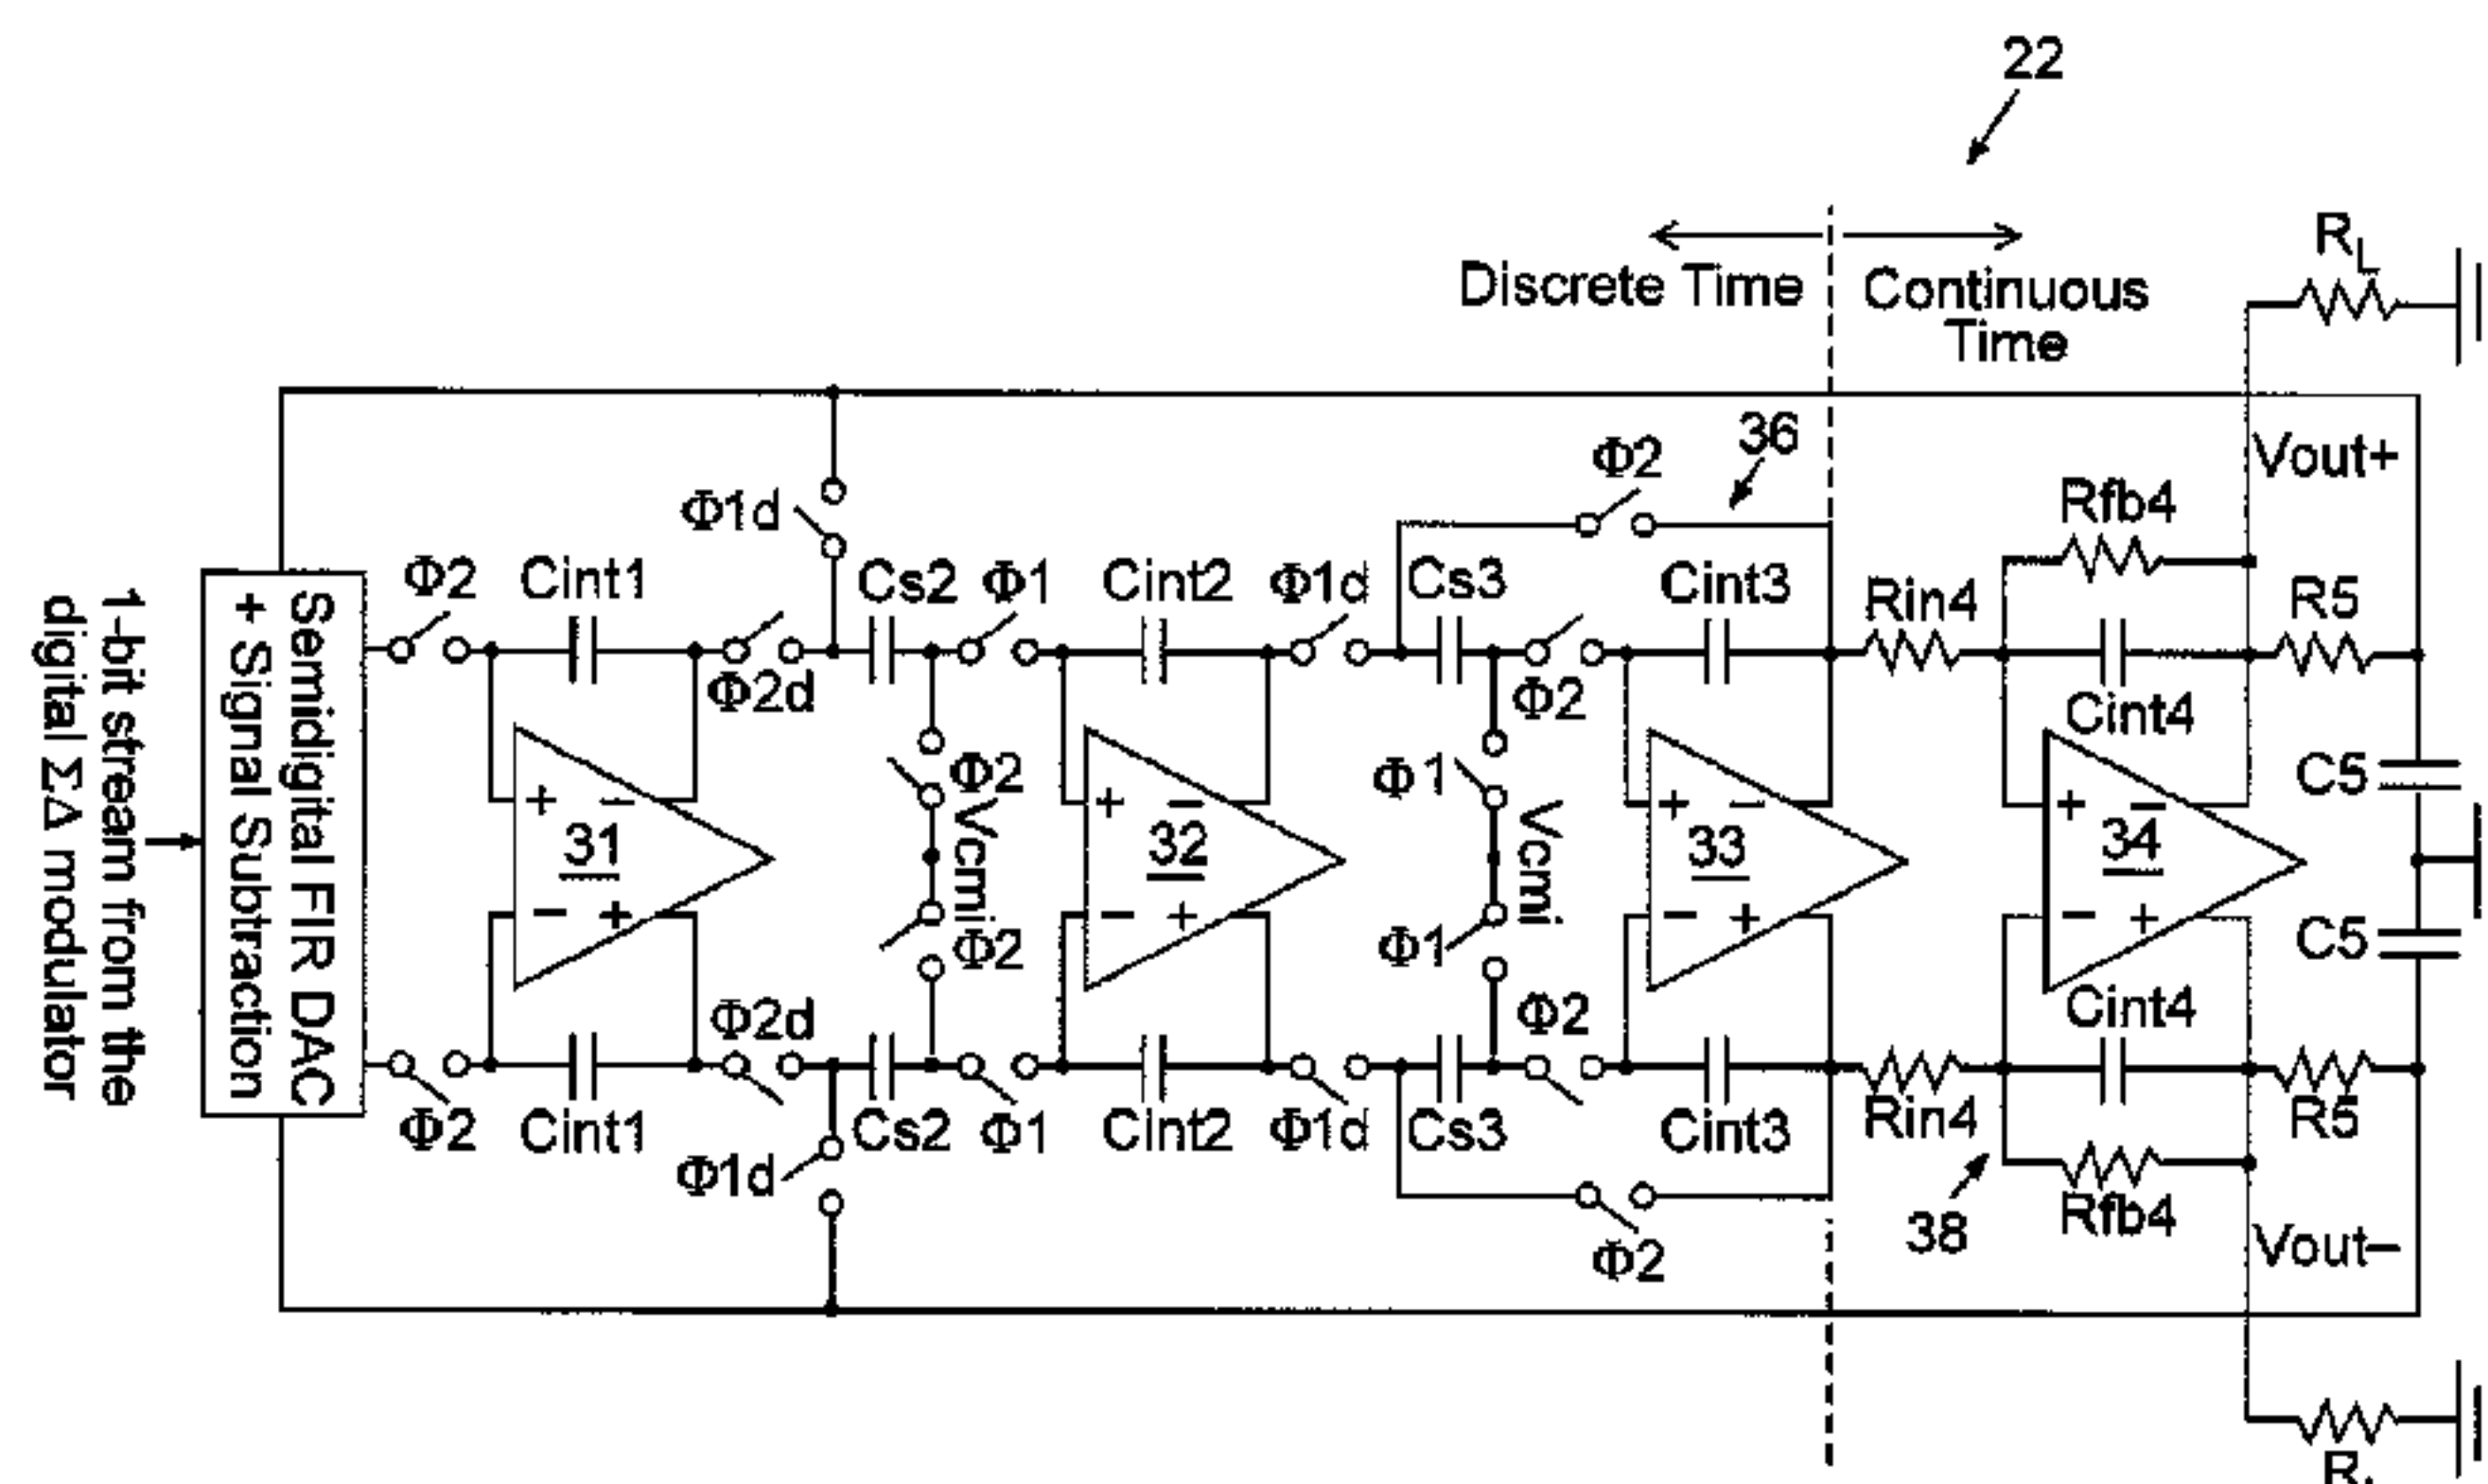 22
R_L
Discrete Time
Continuous
Time
Φ2
36
Vout+
Φ1d
Rfb4
Φ2
Cint1
Cs2
Φ1
Cint2
Φ1d
Cs3
Cint3
Rin4
R5
Φ2d
Φ2
Cint4
1-bit stream from the
digital ΣΔ modulator
Semidigital FIR DAC
+ Signal Subtraction
Φ2
Φ1
C5
+ −
31
− +
Vcmi
+ −
32
− +
Vcmi
+ −
33
− +
+ −
34
− +
Φ2
Φ1
C5
Φ2d
Φ2
Cint4
Φ2
Cint1
Cs2
Φ1
Cint2
Φ1d
Cs3
Cint3
Rin4
R5
Φ1d
38
Rfb4
Φ2
Vout−